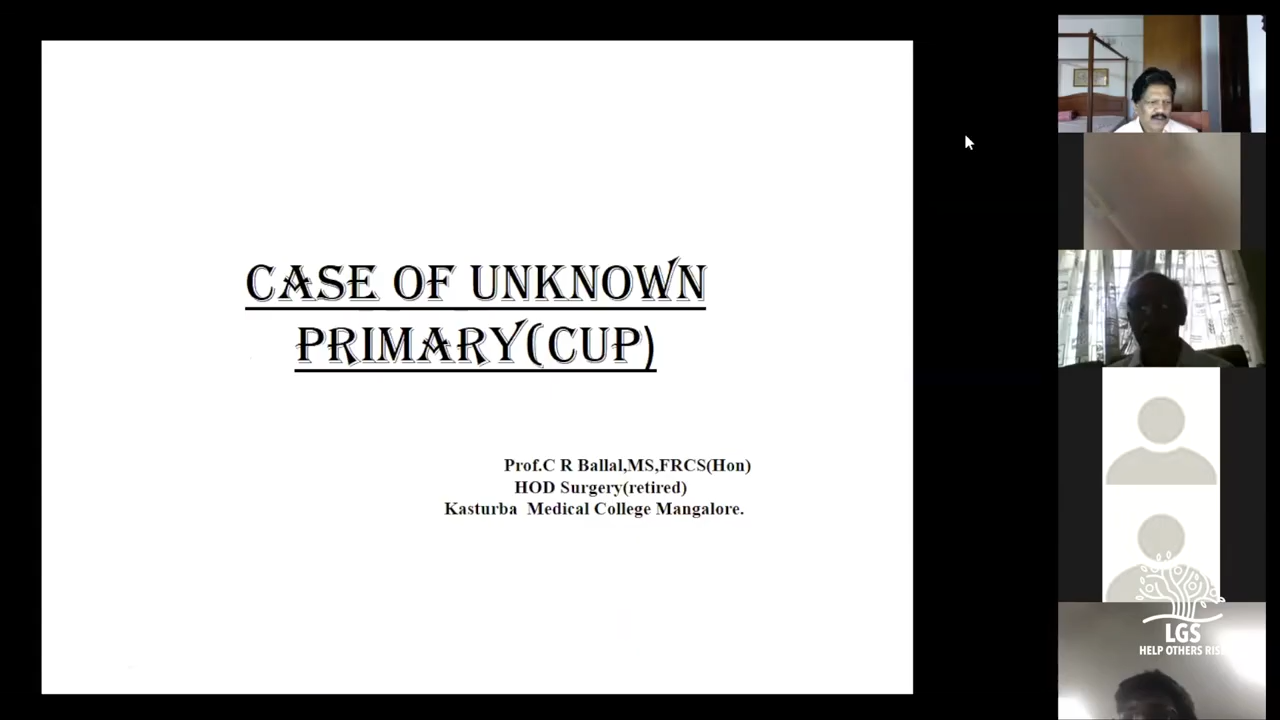 CASE OF UNKNOWN
PRIMARY(CUP)
Prof.C R Ballal,MS,FRCS(Hon)
HOD Surgery(retired)
Kasturba Medical College Mangalore.
LGS
HELP OTHERS